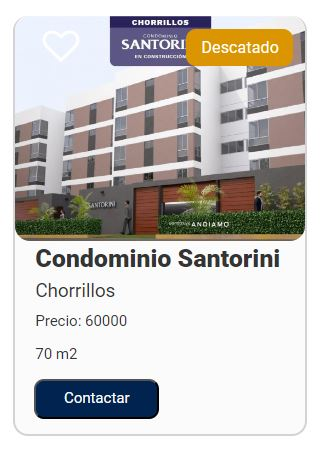 CHORRILLOS
CONDOMINIO
SANTORI
EN CONSTRUCCIÓN
Descatado
SANTORINI
ANDIAMO
Condominio Santorini
Chorrillos
Precio: 60000
70 m2
Contactar